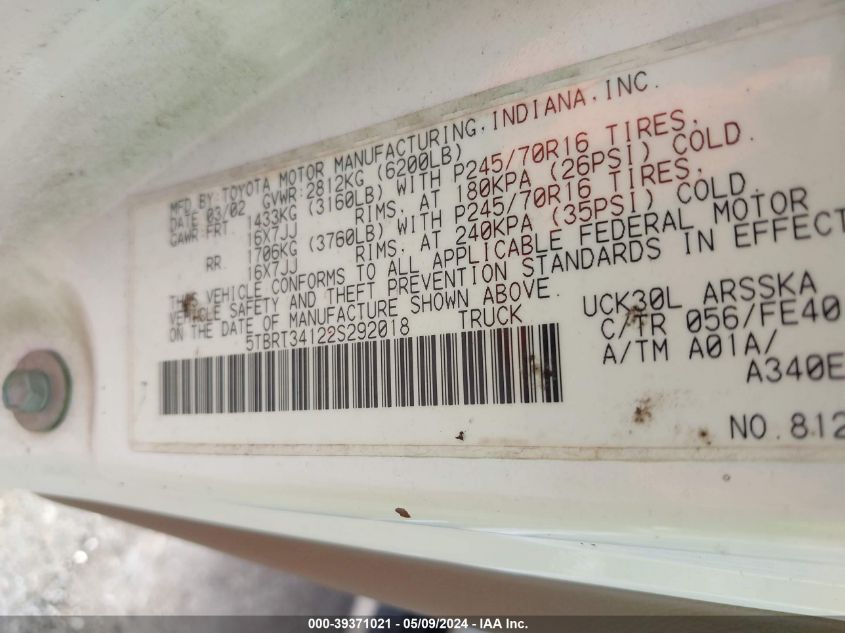 MFD.BY:TOYOTA MOTOR MANUFACTURING,INDIANA,INC.
DATE:03/02 GVWR:2812KG (6200LB)
GAWR:FRT. 1433KG (3160LB) WITH P245/70R16 TIRES,
16X7JJ RIMS, AT 180KPA (26PSI) COLD.
RR. 1706KG (3760LB) WITH P245/70R16 TIRES,
16X7JJ RIMS, AT 240KPA (35PSI) COLD.
THIS VEHICLE CONFORMS TO ALL APPLICABLE FEDERAL MOTOR
VEHICLE SAFETY AND THEFT PREVENTION STANDARDS IN EFFECT
ON THE DATE OF MANUFACTURE SHOWN ABOVE.
5TBRT34122S292018 TRUCK
UCK30L ARSSKA
C/TR 056/FE40
A/TM A01A/
A340E
NO.812
000-39371021 | 05/09/2024 - IAA Inc.